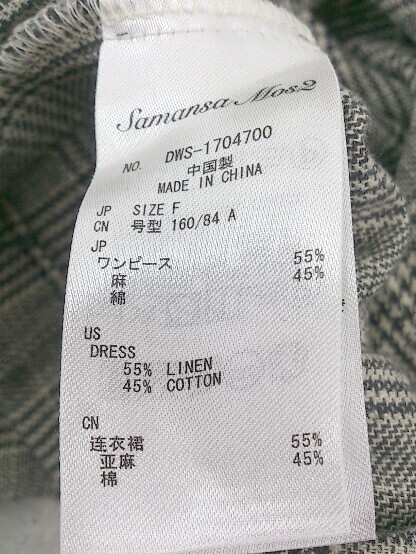 Samansa Mos2
NO. DWS-1704700
中国製
MADE IN CHINA
JP SIZE F
CN 号型 160/84 A
JP
ワンピース
麻 55%
綿 45%
US
DRESS
55% LINEN
45% COTTON
CN
连衣裙
亚麻 55%
棉 45%